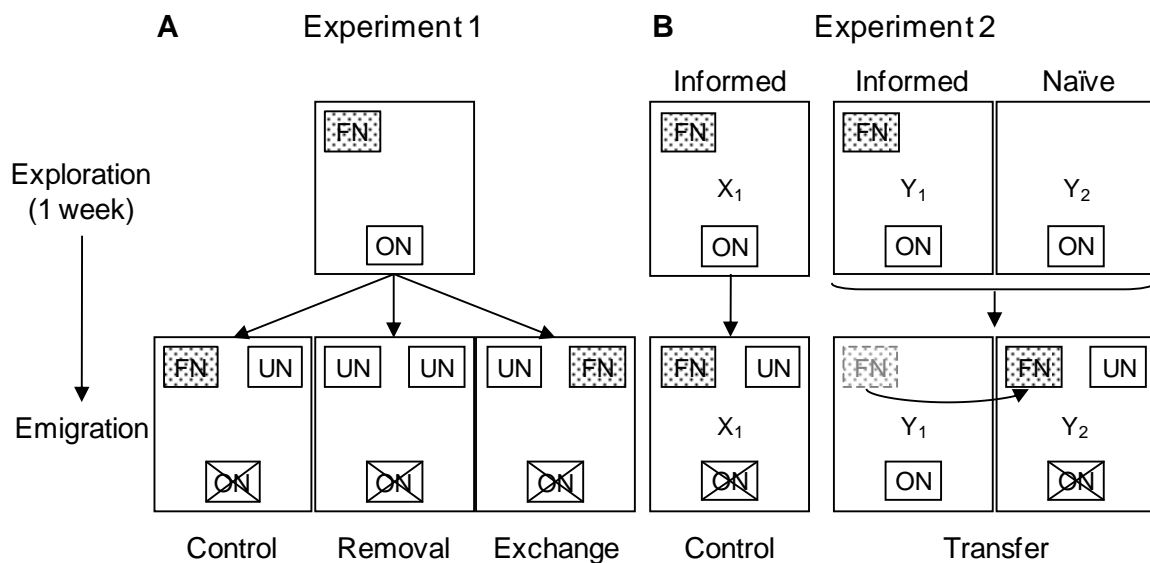 A Experiment 1
B Experiment 2
Informed Informed Naïve
FN FN FN
Exploration
(1 week)
X1 Y1 Y2
ON ON ON ON
FN UN UN UN UN FN FN UN FN FN UN
Emigration
X1 Y1 Y2
ON ON ON ON ON ON
Control Removal Exchange Control Transfer